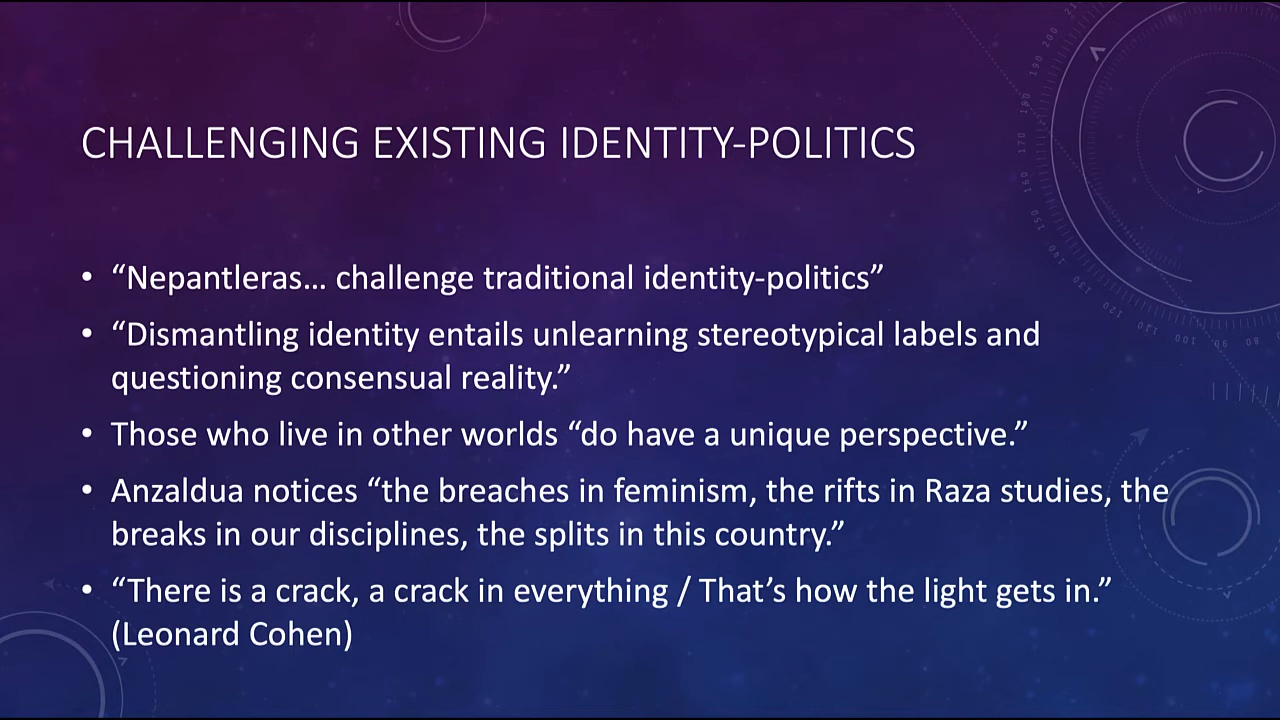 CHALLENGING EXISTING IDENTITY-POLITICS
• “Nepantleras… challenge traditional identity-politics”
• “Dismantling identity entails unlearning stereotypical labels and
questioning consensual reality.”
• Those who live in other worlds “do have a unique perspective.”
• Anzaldua notices “the breaches in feminism, the rifts in Raza studies, the
breaks in our disciplines, the splits in this country.”
• “There is a crack, a crack in everything / That’s how the light gets in.”
(Leonard Cohen)